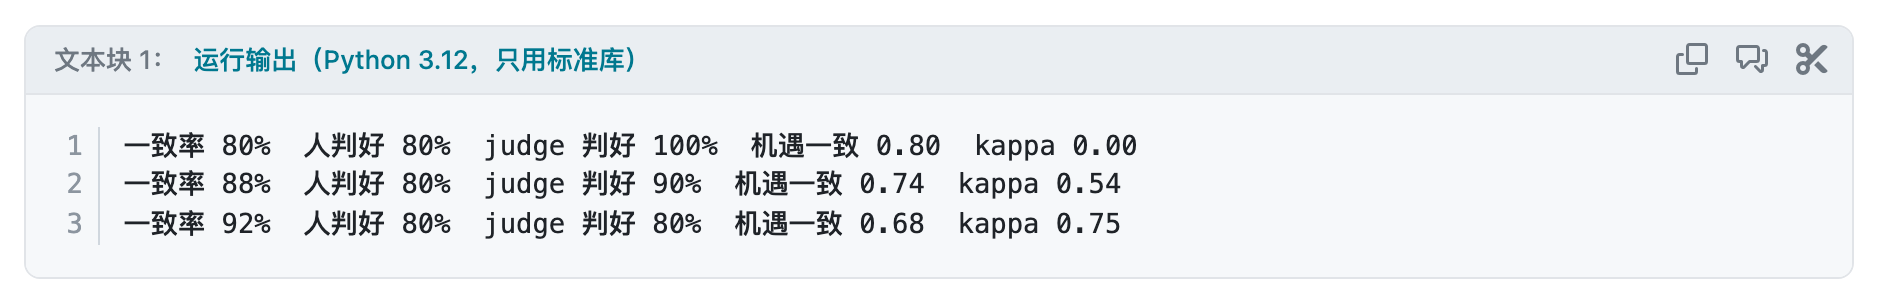 文本块 1： 运行输出（Python 3.12，只用标准库）
1 一致率 80%  人判好 80%  judge 判好 100%  机遇一致 0.80  kappa 0.00
2 一致率 88%  人判好 80%  judge 判好 90%  机遇一致 0.74  kappa 0.54
3 一致率 92%  人判好 80%  judge 判好 80%  机遇一致 0.68  kappa 0.75